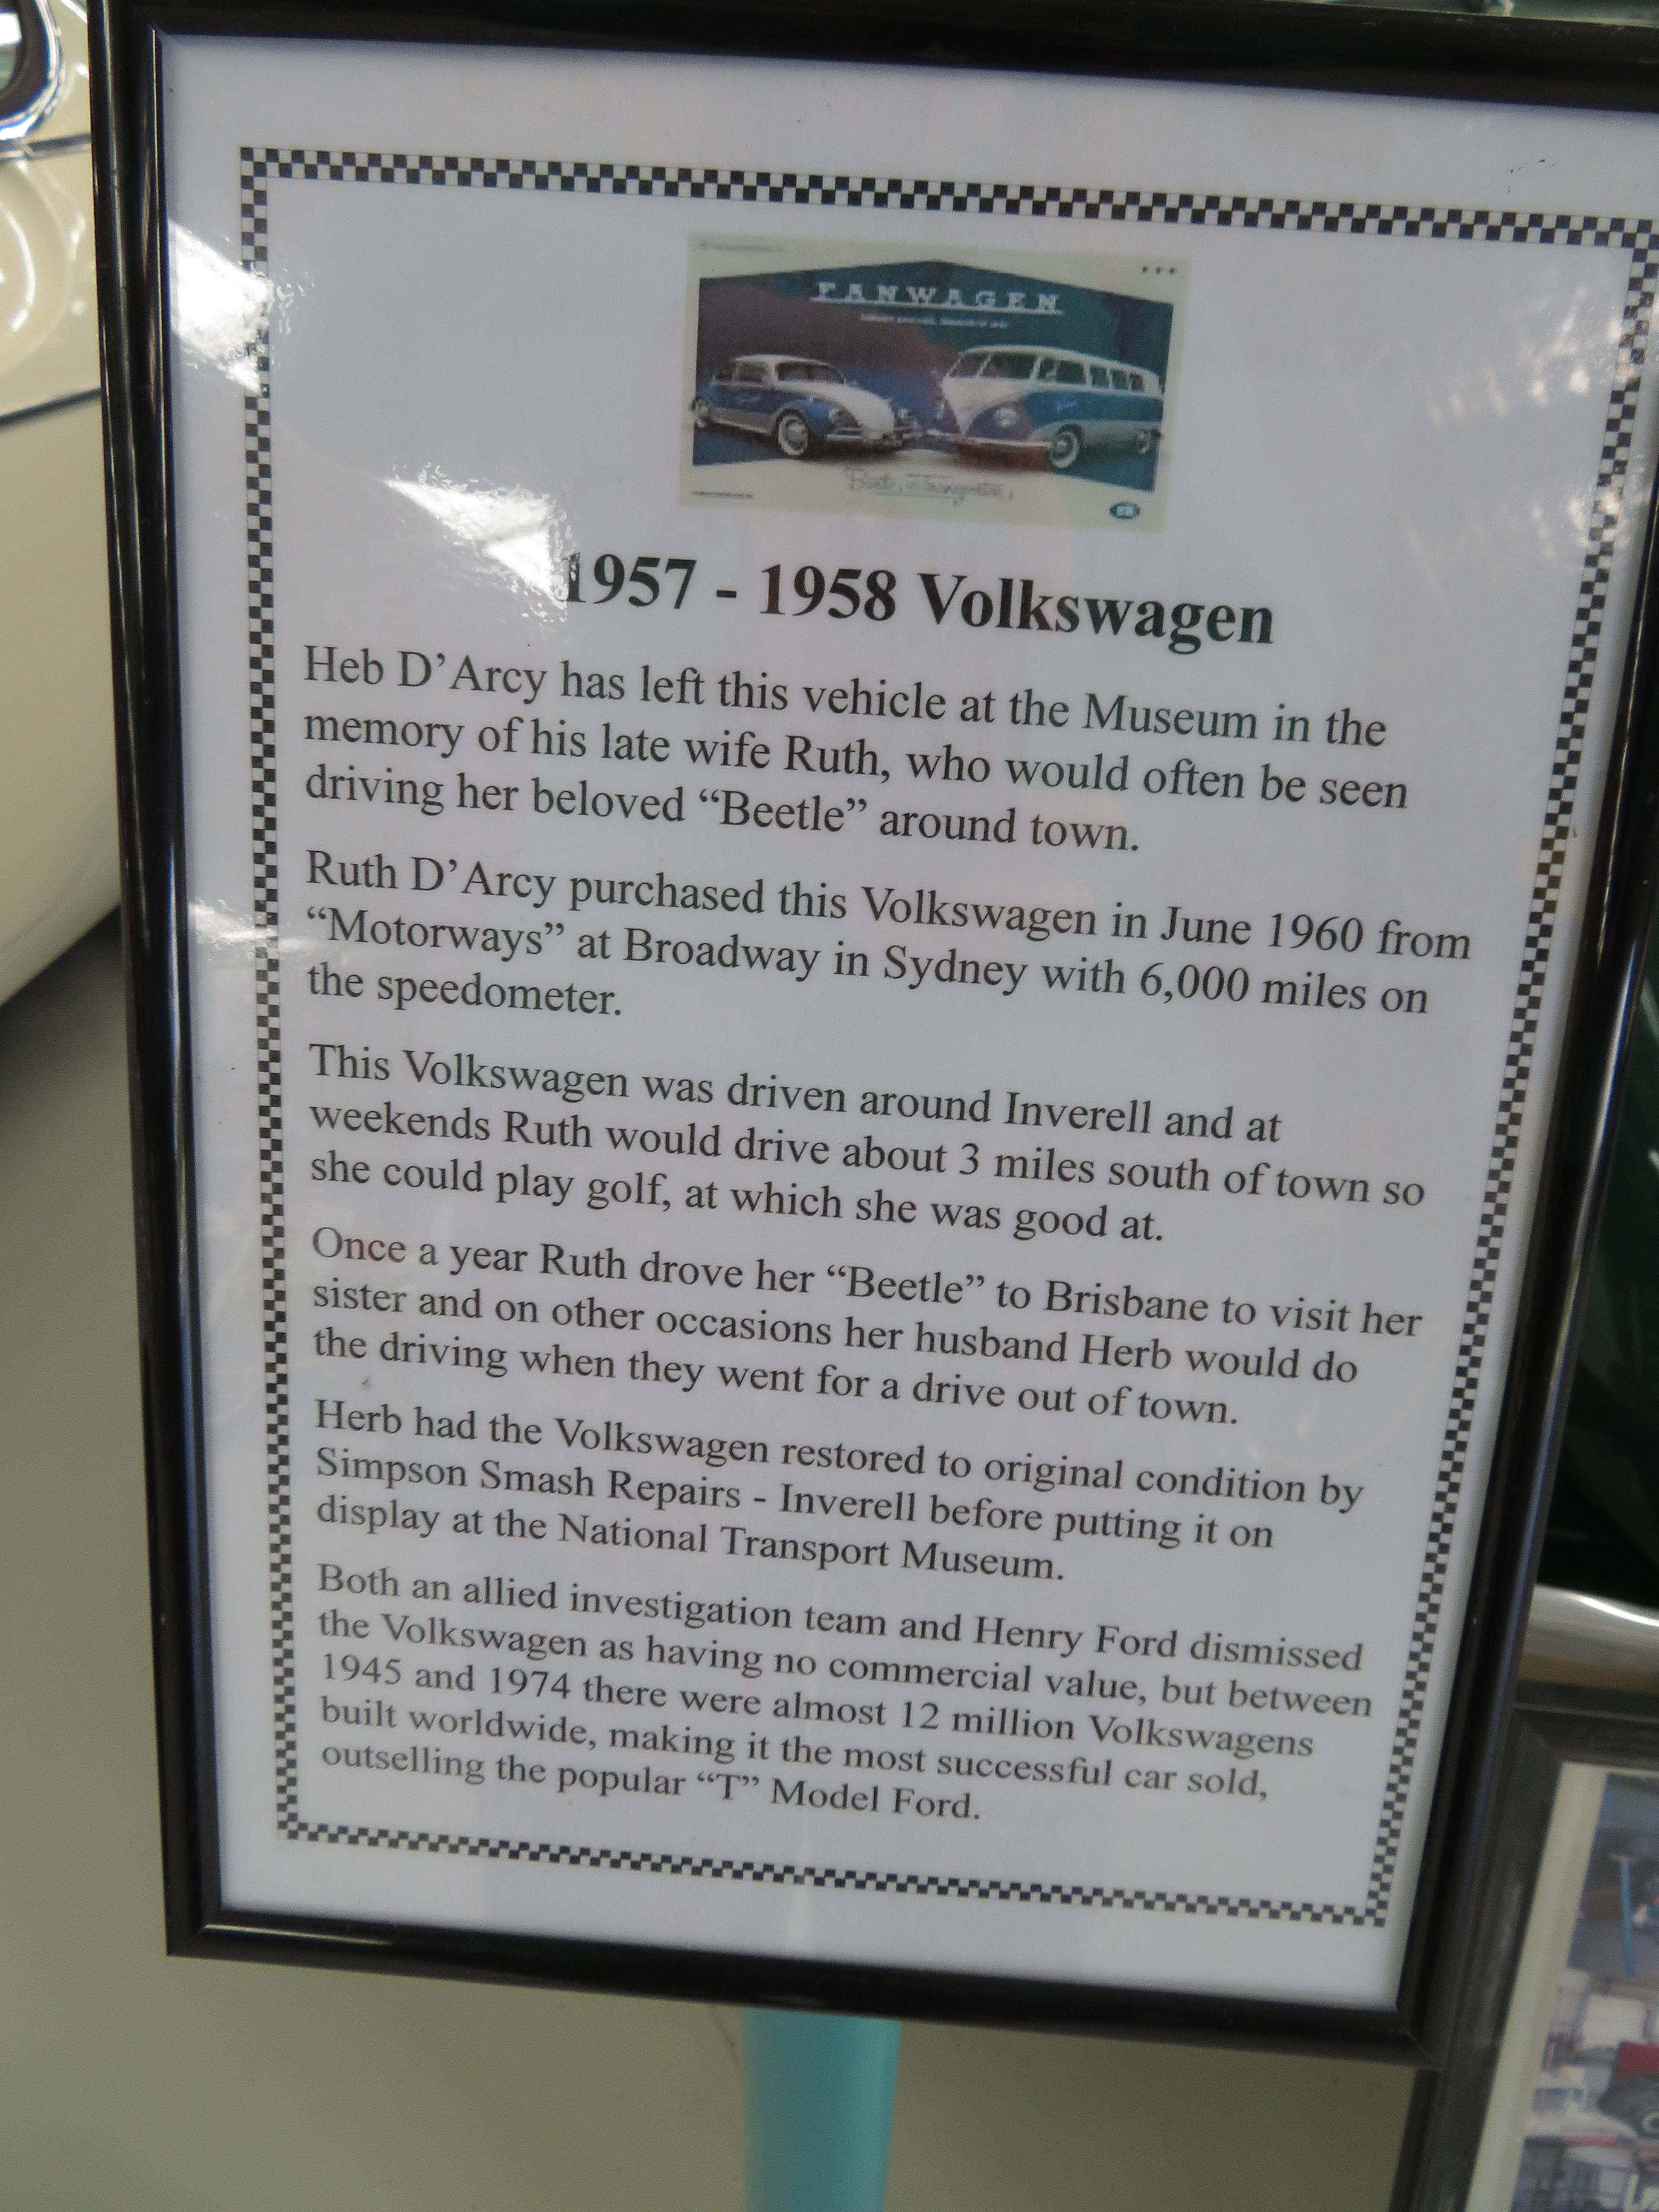 FANWAGEN
1957 - 1958 Volkswagen
Heb D’Arcy has left this vehicle at the Museum in the
memory of his late wife Ruth, who would often be seen
driving her beloved “Beetle” around town.
Ruth D’Arcy purchased this Volkswagen in June 1960 from
“Motorways” at Broadway in Sydney with 6,000 miles on
the speedometer.
This Volkswagen was driven around Inverell and at
weekends Ruth would drive about 3 miles south of town so
she could play golf, at which she was good at.
Once a year Ruth drove her “Beetle” to Brisbane to visit her
sister and on other occasions her husband Herb would do
the driving when they went for a drive out of town.
Herb had the Volkswagen restored to original condition by
Simpson Smash Repairs - Inverell before putting it on
display at the National Transport Museum.
Both an allied investigation team and Henry Ford dismissed
the Volkswagen as having no commercial value, but between
1945 and 1974 there were almost 12 million Volkswagens
built worldwide, making it the most successful car sold,
outselling the popular “T” Model Ford.